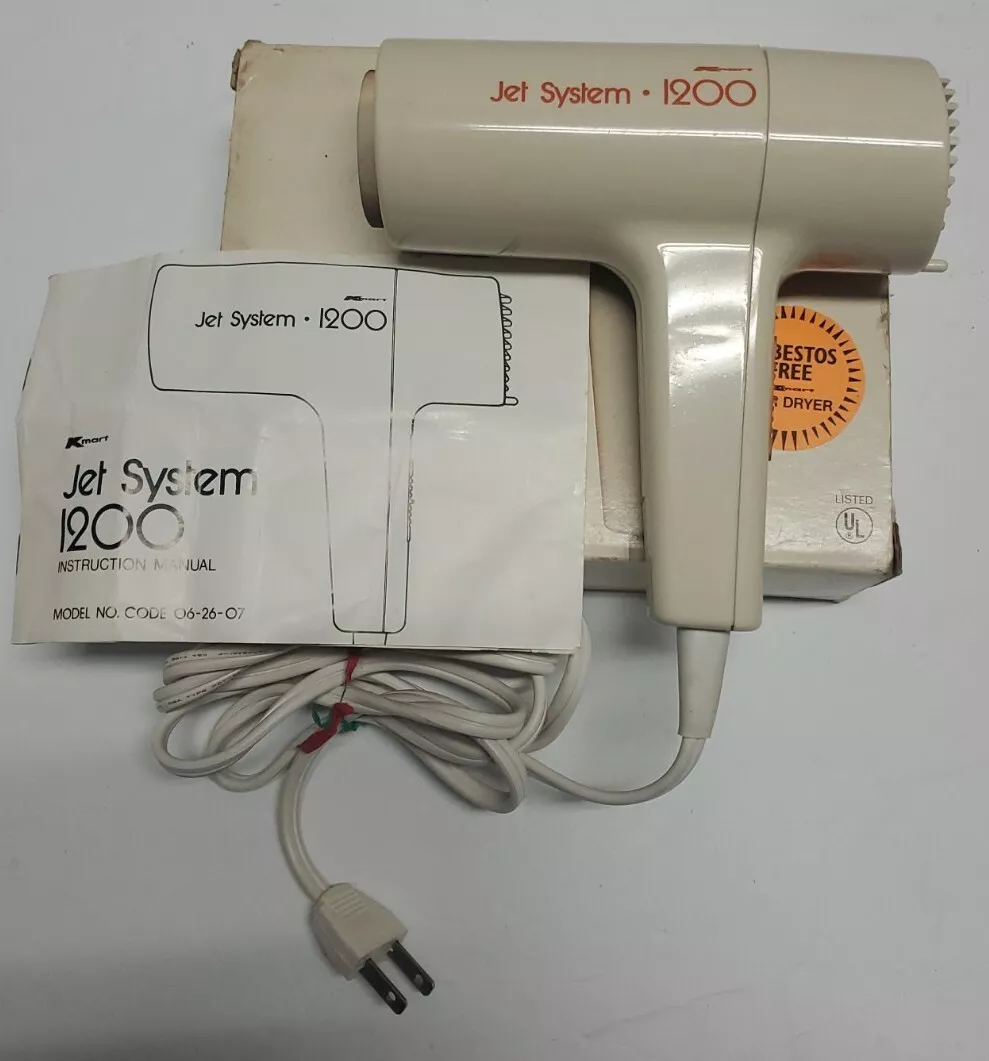 Kmart
Jet System • 1200
Kmart
Jet System • 1200
Kmart
Jet System
1200
INSTRUCTION MANUAL
MODEL NO. CODE 06-26-07
BESTOS
FREE
Kmart
DRYER
LISTED
UL